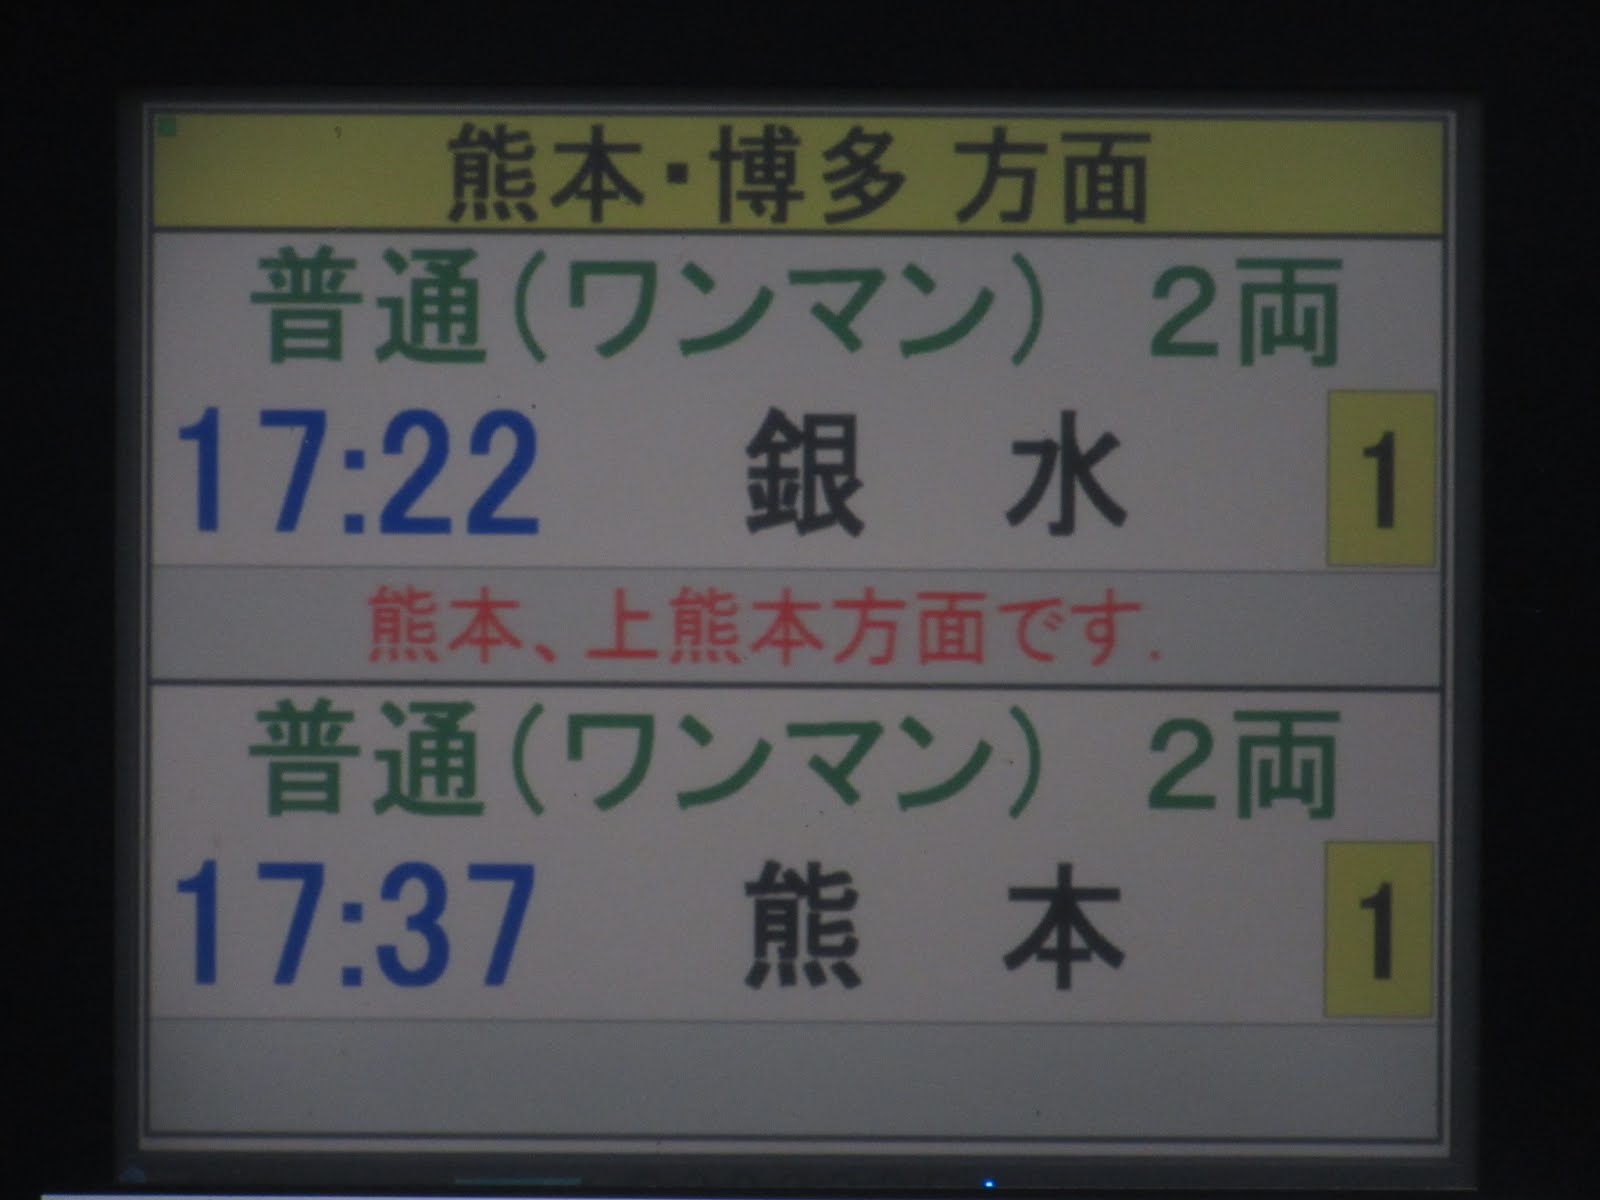 熊本・博多 方面
普通(ワンマン) 2両
17:22 銀水 1
熊本、上熊本方面です.
普通(ワンマン) 2両
17:37 熊本 1